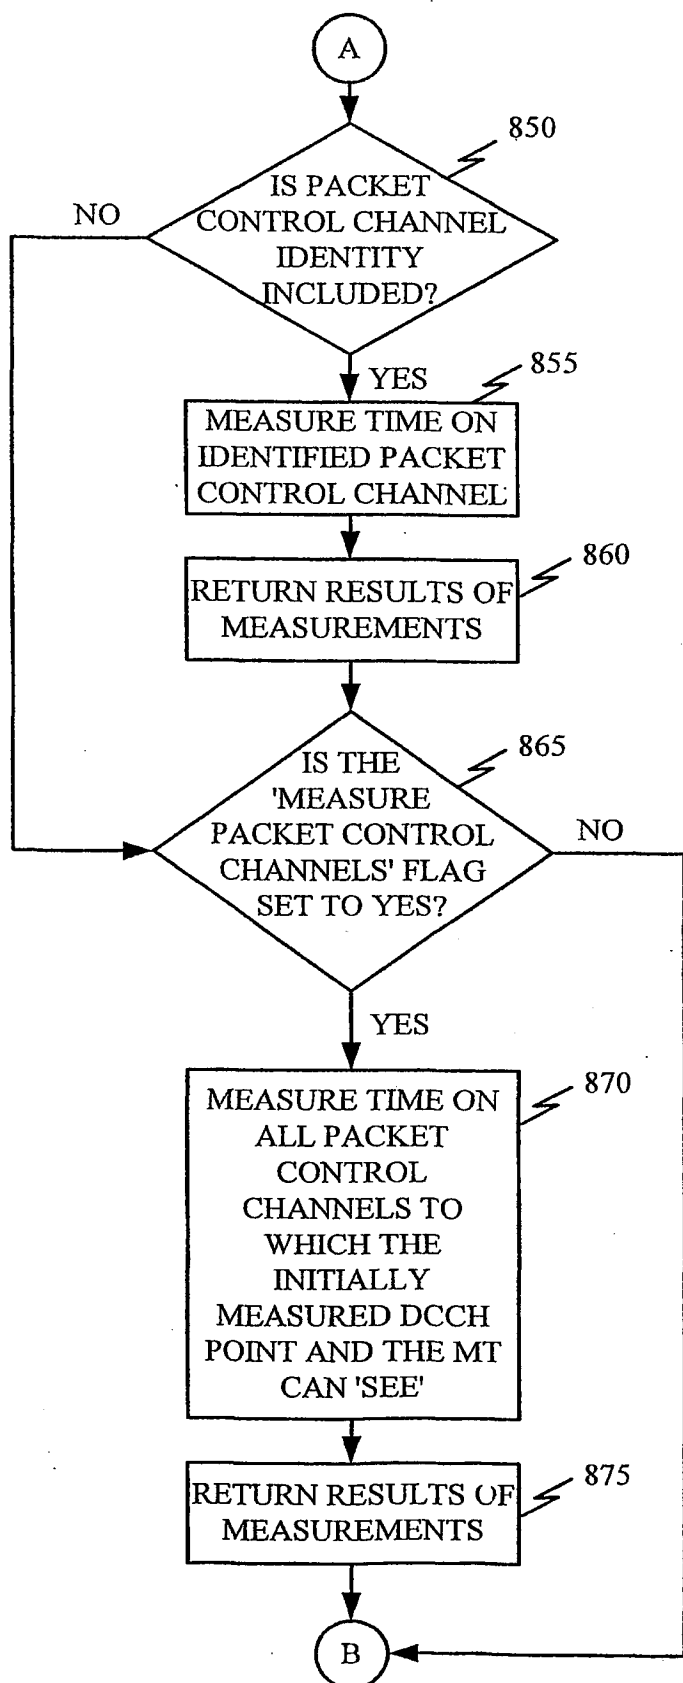 A
850
IS PACKET
CONTROL CHANNEL
IDENTITY
INCLUDED?
NO
YES
855
MEASURE TIME ON
IDENTIFIED PACKET
CONTROL CHANNEL
860
RETURN RESULTS OF
MEASUREMENTS
865
IS THE
'MEASURE
PACKET CONTROL
CHANNELS' FLAG
SET TO YES?
NO
YES
870
MEASURE TIME ON
ALL PACKET
CONTROL
CHANNELS TO
WHICH THE
INITIALLY
MEASURED DCCH
POINT AND THE MT
CAN 'SEE'
875
RETURN RESULTS OF
MEASUREMENTS
B